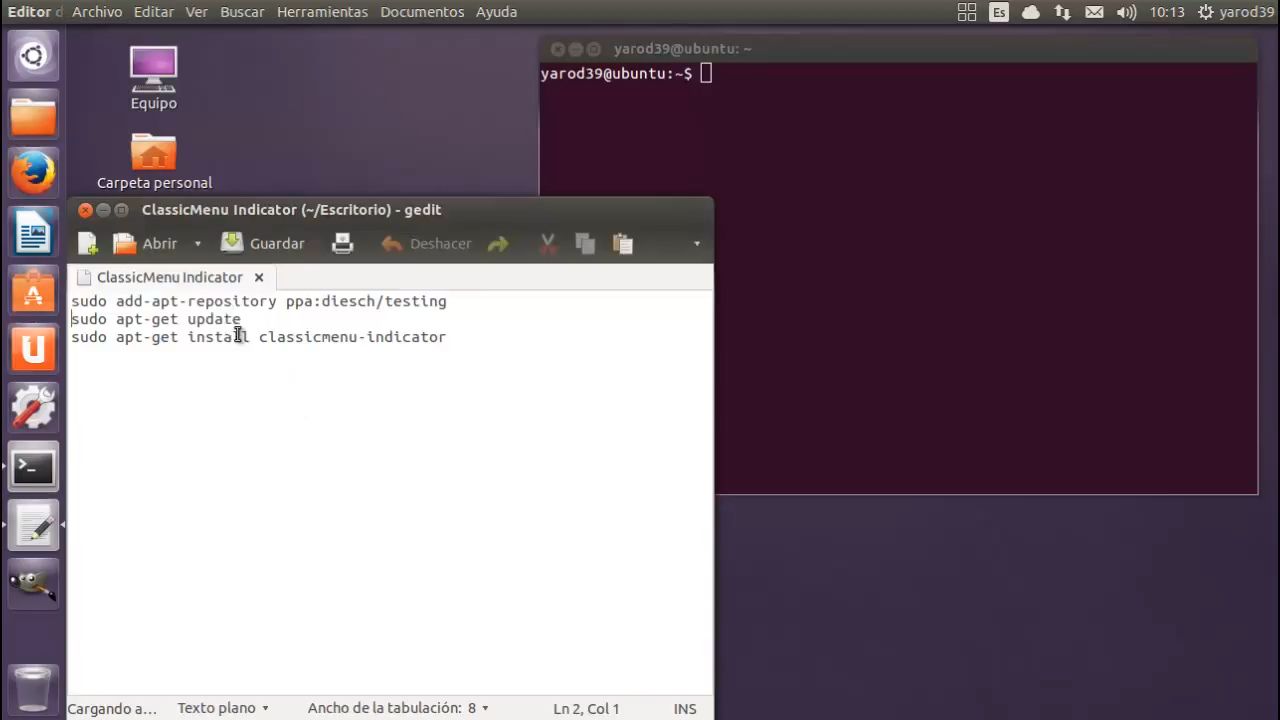 Editor d Archivo Editar Ver Buscar Herramientas Documentos Ayuda Es 10:13 yarod39
Equipo
Carpeta personal
yarod39@ubuntu: ~
yarod39@ubuntu:~$
ClassicMenu Indicator (~/Escritorio) - gedit
Abrir Guardar Deshacer
ClassicMenu Indicator
sudo add-apt-repository ppa:diesch/testing
sudo apt-get update
sudo apt-get install classicmenu-indicator
Cargando a... Texto plano Ancho de la tabulación: 8 Ln 2, Col 1 INS